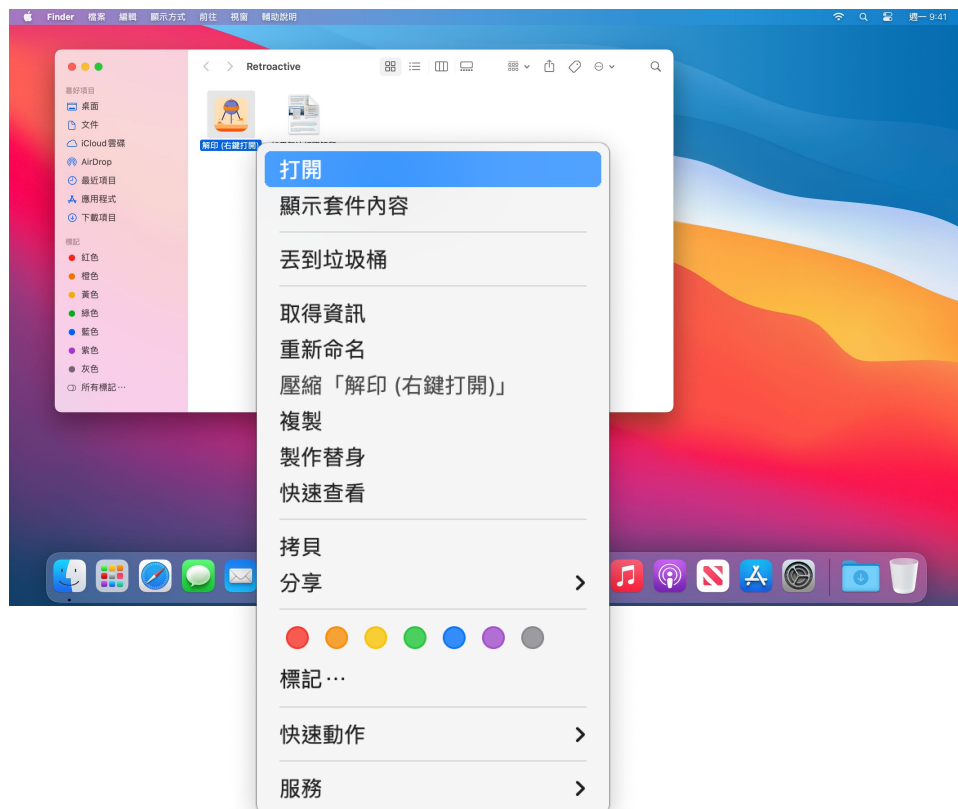 Finder 檔案 編輯 顯示方式 前往 視窗 輔助說明 週一 9:41
Retroactive
喜好項目
桌面
文件
iCloud 雲碟
AirDrop
最近項目
應用程式
下載項目
標記
紅色
橙色
黃色
綠色
藍色
紫色
灰色
所有標記⋯
解印 (右鍵打開)
打開
顯示套件內容
丟到垃圾桶
取得資訊
重新命名
壓縮「解印 (右鍵打開)」
複製
製作替身
快速查看
拷貝
分享
標記⋯
快速動作
服務